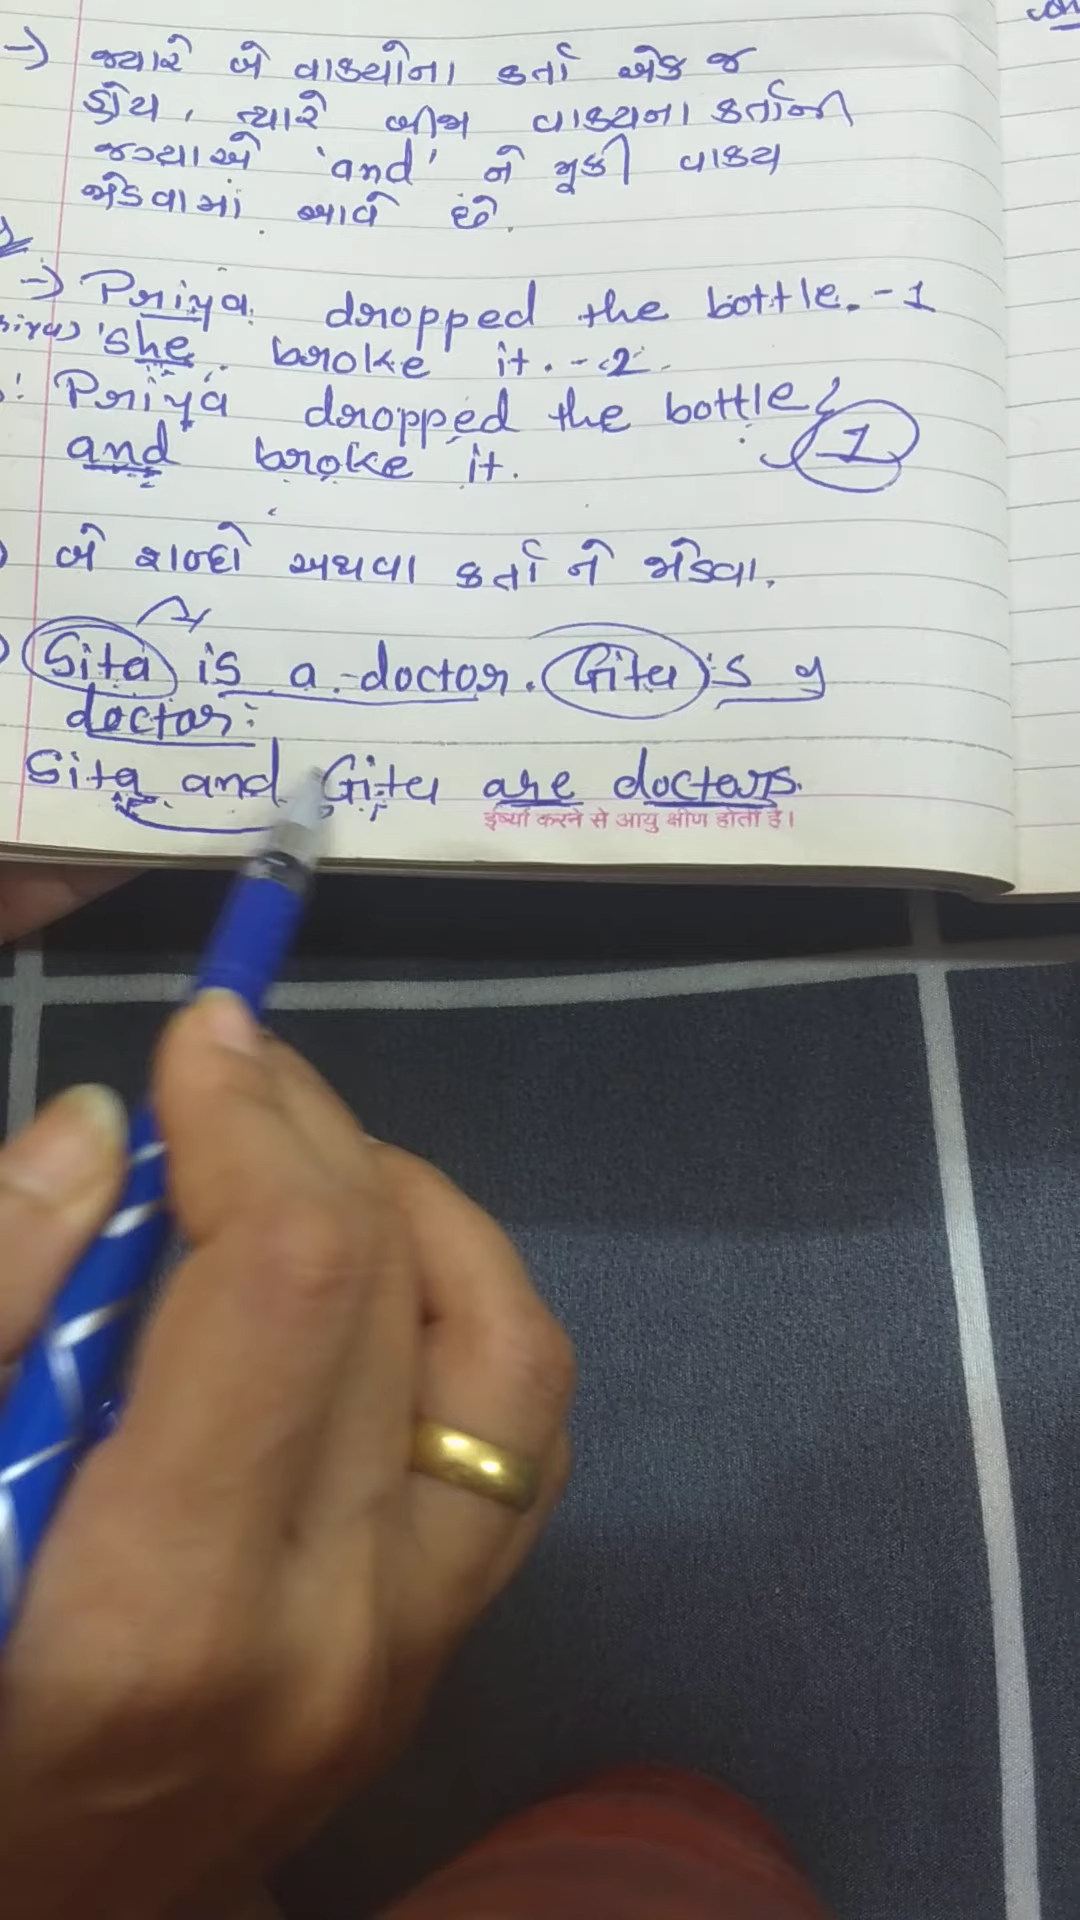 → જ્યારે બે વાક્યોના કર્તા એક જ
હોય, ત્યારે બીજા વાક્યના કર્તાની
જગ્યાએ 'and' ને મૂકી વાક્ય
જોડવામાં આવે છે.
→ Priya dropped the bottle. - 1
she broke it. - 2.
Priya dropped the bottle
and broke it. 1
બે શબ્દો અથવા કર્તા ને જોડવા.
Sita is a doctor. Gita is a
doctor.
Sita and Gita are doctors.
ईर्ष्या करने से आयु क्षीण होती है।